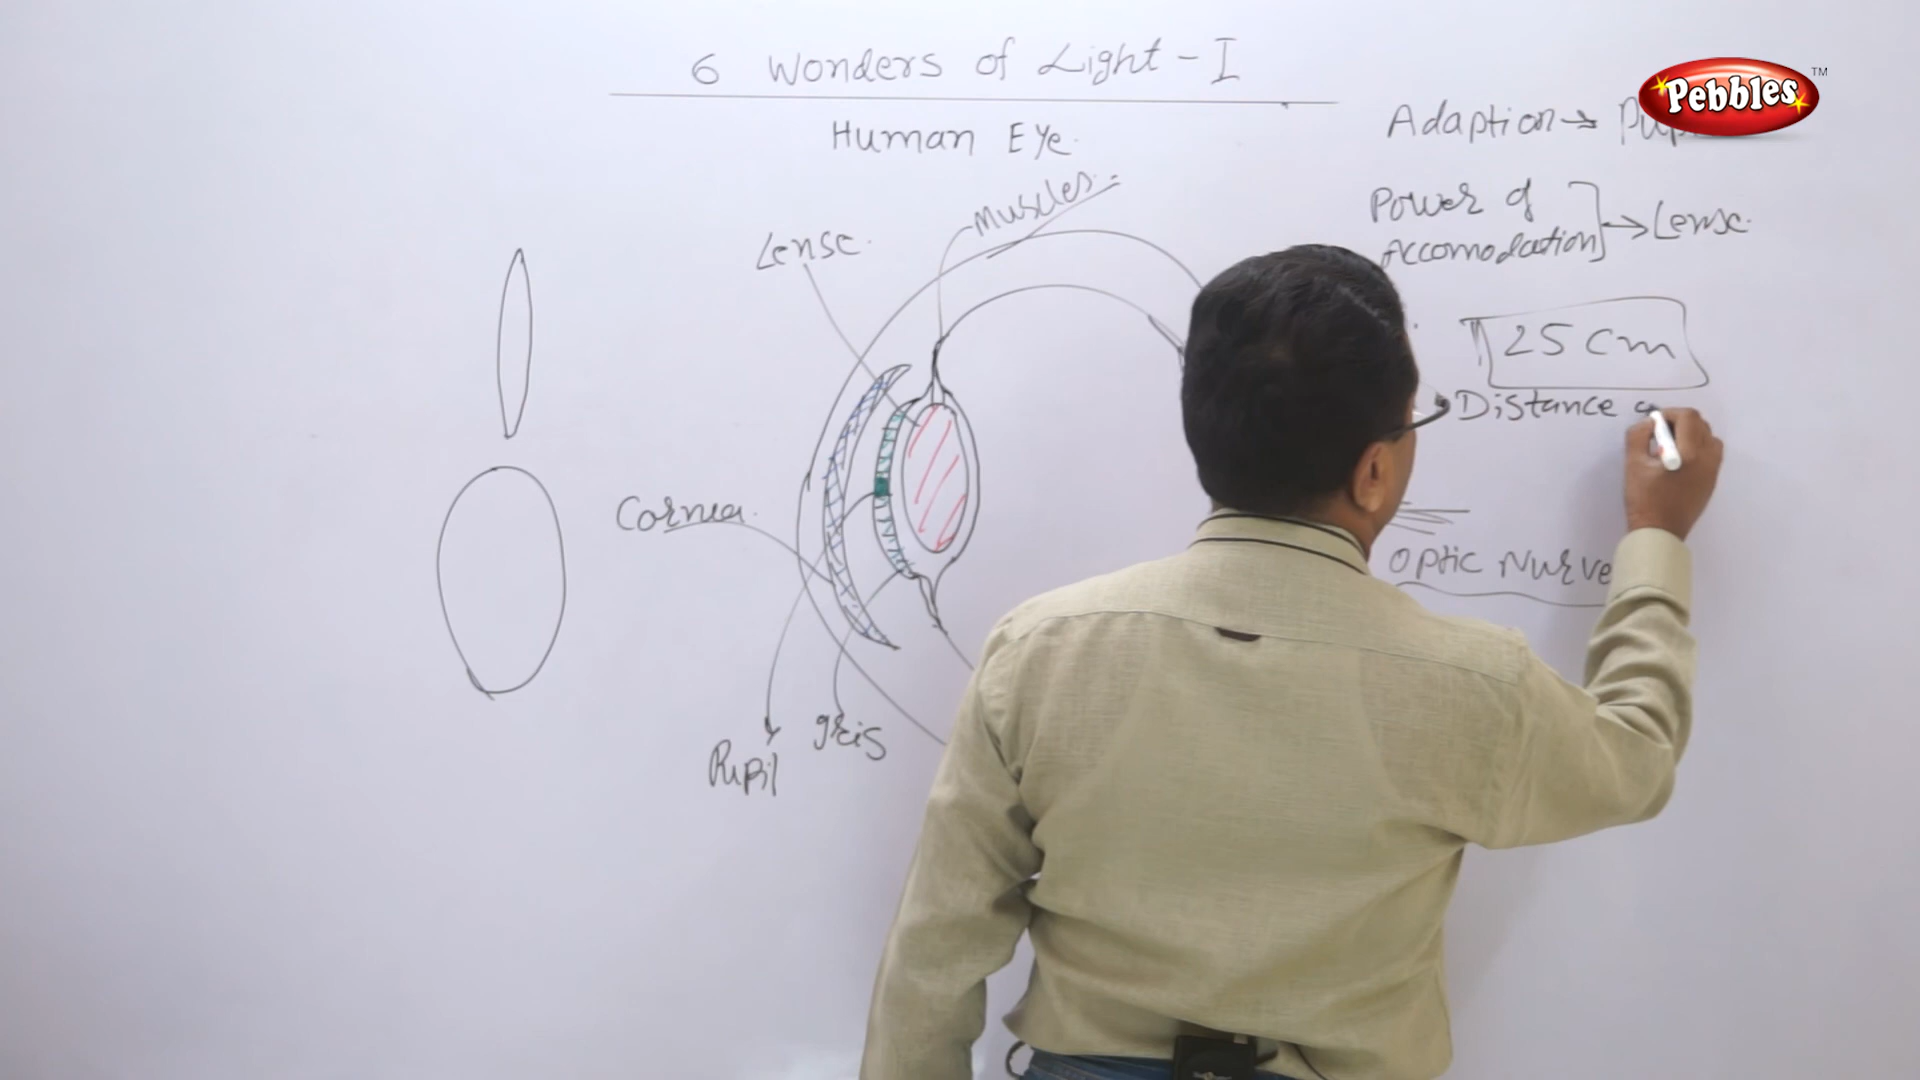 6 Wonders of Light - I
Human Eye.
Pebbles TM
Adaption →
Power of
Accomodation → Lense.
Muscles.
Lense.
25 cm
Distance
Cornea.
Optic Nurve
Pupil
Iris